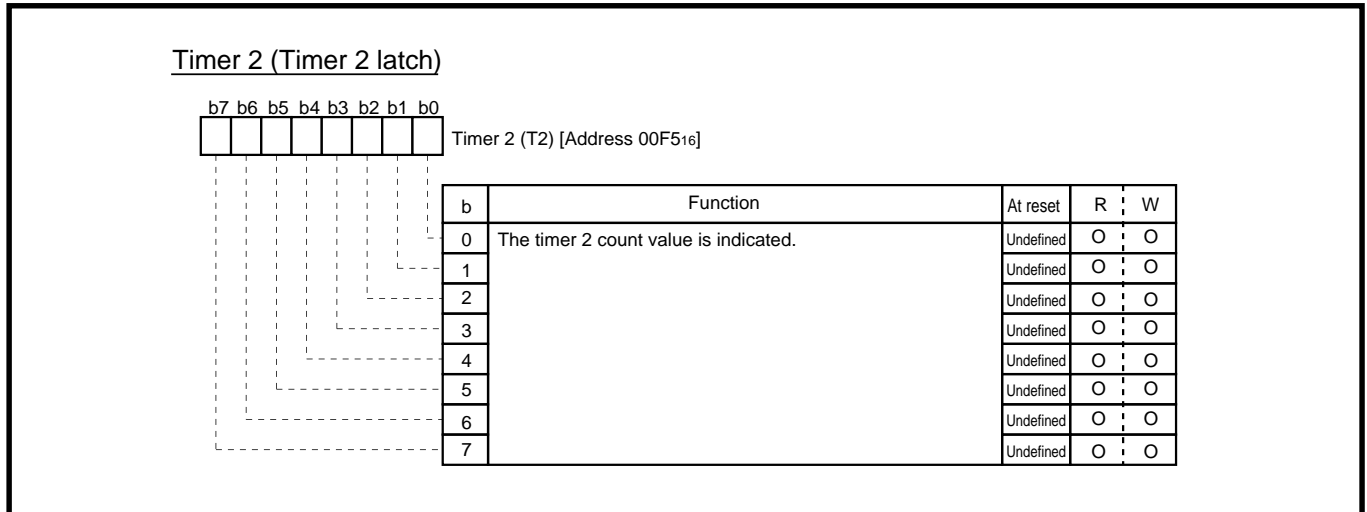 Timer 2 (Timer 2 latch)
b7 b6 b5 b4 b3 b2 b1 b0
Timer 2 (T2) [Address 00F516]
b Function At reset R W
0 The timer 2 count value is indicated. Undefined O O
1 Undefined O O
2 Undefined O O
3 Undefined O O
4 Undefined O O
5 Undefined O O
6 Undefined O O
7 Undefined O O